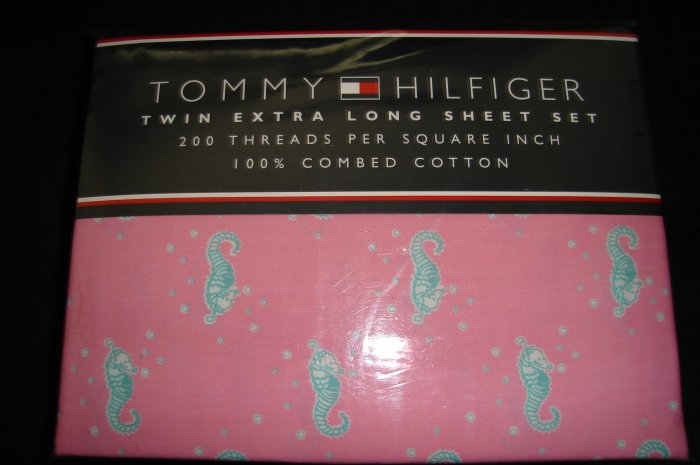 TOMMY HILFIGER
TWIN EXTRA LONG SHEET SET
200 THREADS PER SQUARE INCH
100% COMBED COTTON